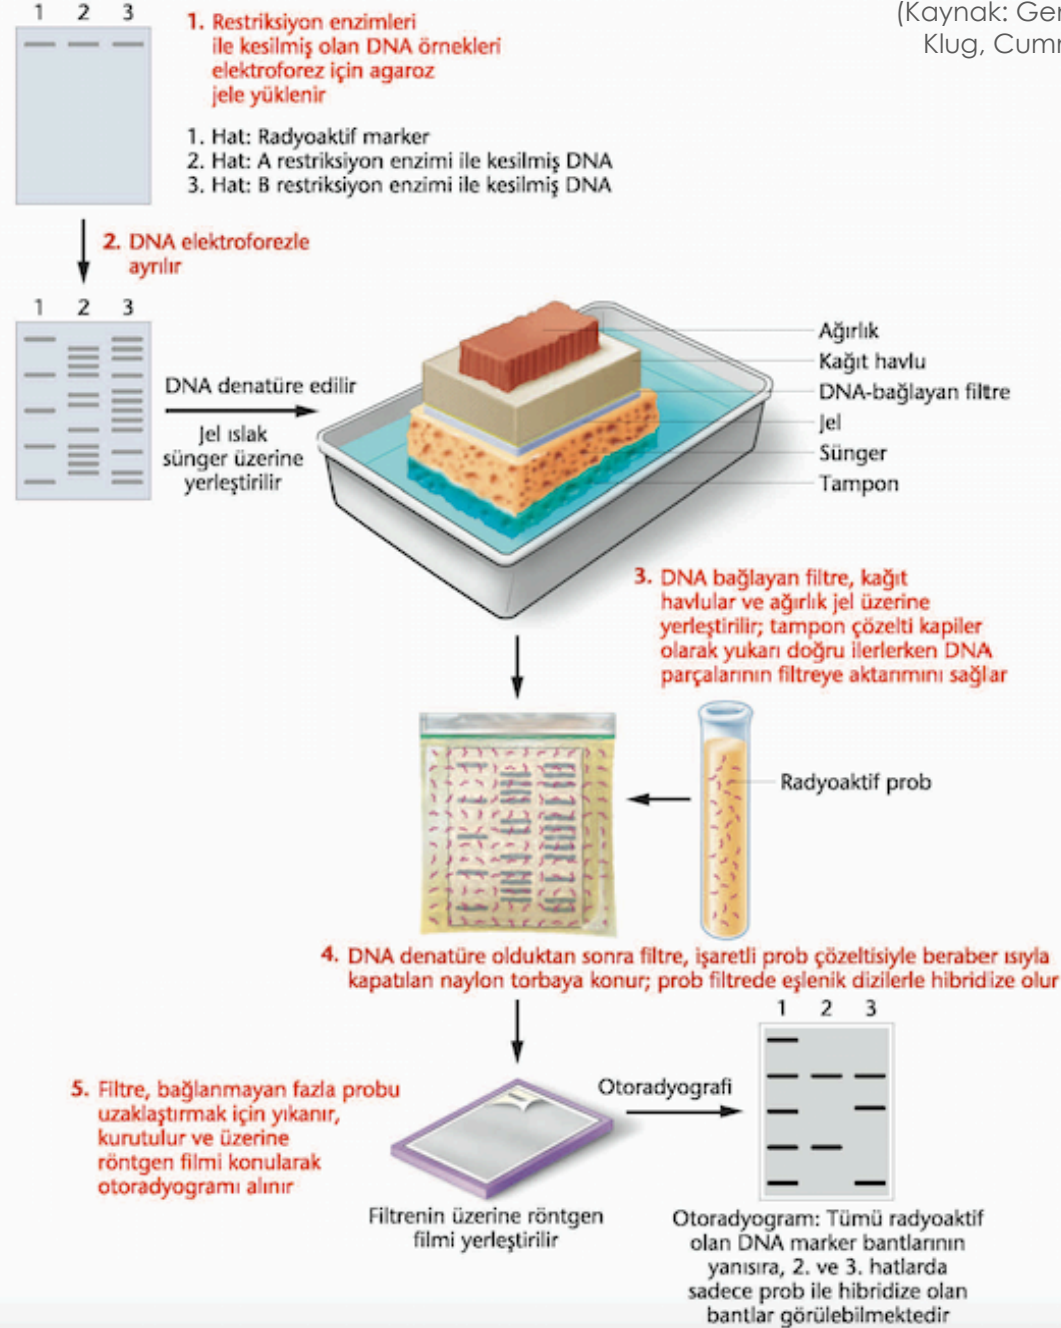 1 2 3
(Kaynak: Ger
Klug, Cumm
1. Restriksiyon enzimleri
ile kesilmiş olan DNA örnekleri
elektroforez için agaroz
jele yüklenir
1. Hat: Radyoaktif marker
2. Hat: A restriksiyon enzimi ile kesilmiş DNA
3. Hat: B restriksiyon enzimi ile kesilmiş DNA
2. DNA elektroforezle
ayrılır
1 2 3
DNA denatüre edilir
Jel ıslak
sünger üzerine
yerleştirilir
Ağırlık
Kağıt havlu
DNA-bağlayan filtre
Jel
Sünger
Tampon
3. DNA bağlayan filtre, kağıt
havlular ve ağırlık jel üzerine
yerleştirilir; tampon çözelti kapiler
olarak yukarı doğru ilerlerken DNA
parçalarının filtreye aktarımını sağlar
Radyoaktif prob
4. DNA denatüre olduktan sonra filtre, işaretli prob çözeltisiyle beraber ısıyla
kapatılan naylon torbaya konur; prob filtrede eşlenik dizilerle hibridize olur
5. Filtre, bağlanmayan fazla probu
uzaklaştırmak için yıkanır,
kurutulur ve üzerine
röntgen filmi konularak
otoradyogramı alınır
Filtrenin üzerine röntgen
filmi yerleştirilir
Otoradyografi
1 2 3
Otoradyogram: Tümü radyoaktif
olan DNA marker bantlarının
yanısıra, 2. ve 3. hatlarda
sadece prob ile hibridize olan
bantlar görülebilmektedir